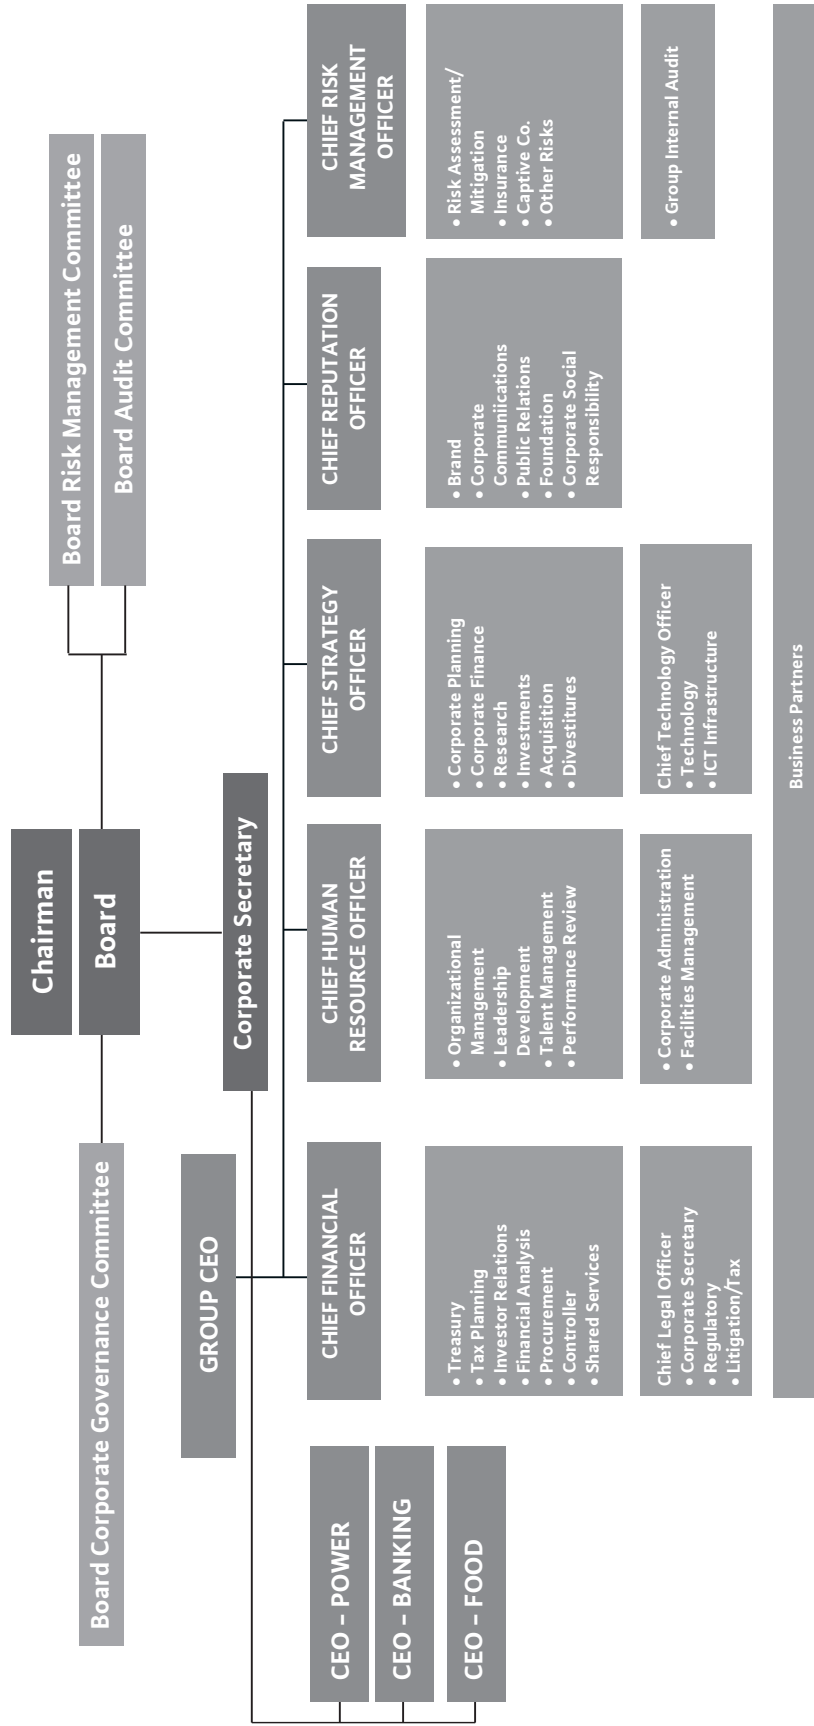 Chairman
Board
Board Corporate Governance Committee
Board Risk Management Committee
Board Audit Committee
Corporate Secretary
GROUP CEO
CEO – POWER
CEO – BANKING
CEO – FOOD
CHIEF FINANCIAL
OFFICER
• Treasury
• Tax Planning
• Investor Relations
• Financial Analysis
• Procurement
• Controller
• Shared Services
Chief Legal Officer
• Corporate Secretary
• Regulatory
• Litigation/Tax
CHIEF HUMAN
RESOURCE OFFICER
• Organizational
Management
• Leadership
Development
• Talent Management
• Performance Review
• Corporate Administration
• Facilities Management
CHIEF STRATEGY
OFFICER
• Corporate Planning
• Corporate Finance
• Research
• Investments
• Acquisition
• Divestitures
Chief Technology Officer
• Technology
• ICT Infrastructure
CHIEF REPUTATION
OFFICER
• Brand
• Corporate
Communiications
• Public Relations
• Foundation
• Corporate Social
Responsibility
CHIEF RISK
MANAGEMENT
OFFICER
• Risk Assessment/
Mitigation
• Insurance
• Captive Co.
• Other Risks
• Group Internal Audit
Business Partners